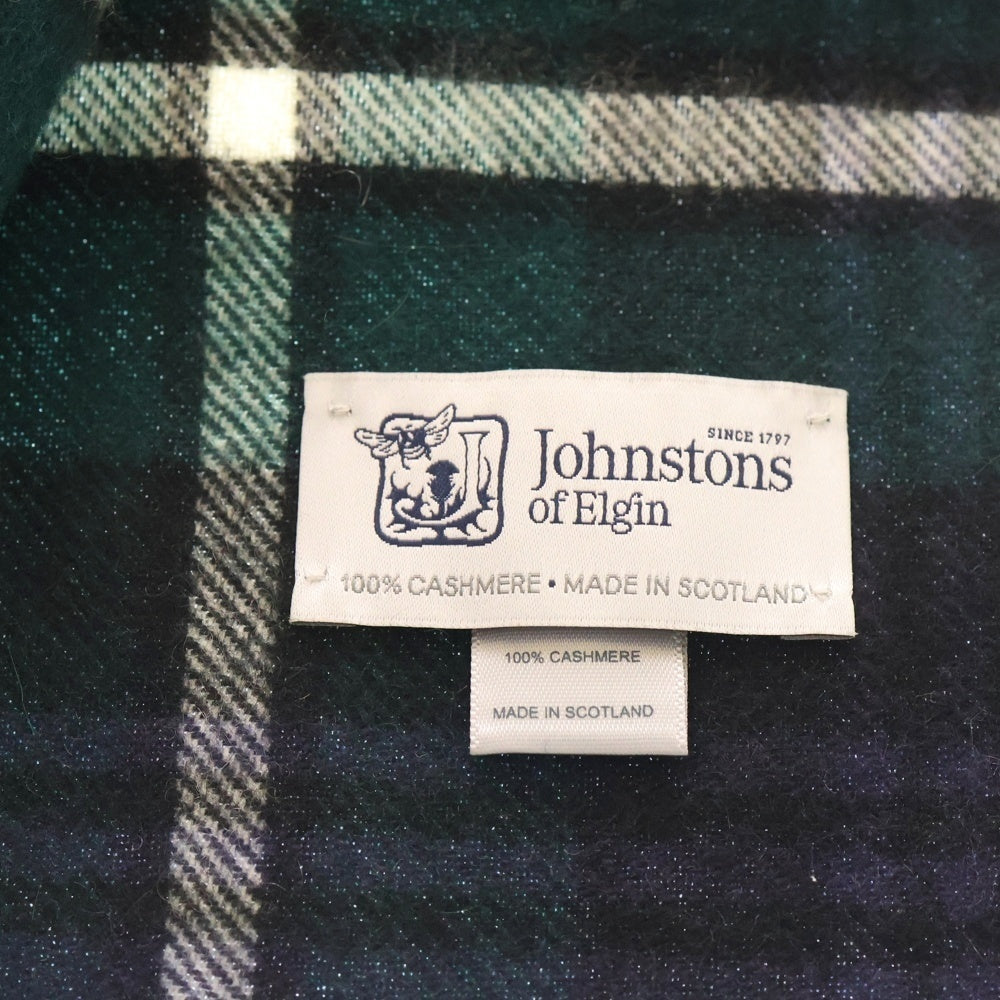 SINCE 1797
Johnstons
of Elgin
100% CASHMERE • MADE IN SCOTLAND
100% CASHMERE
MADE IN SCOTLAND